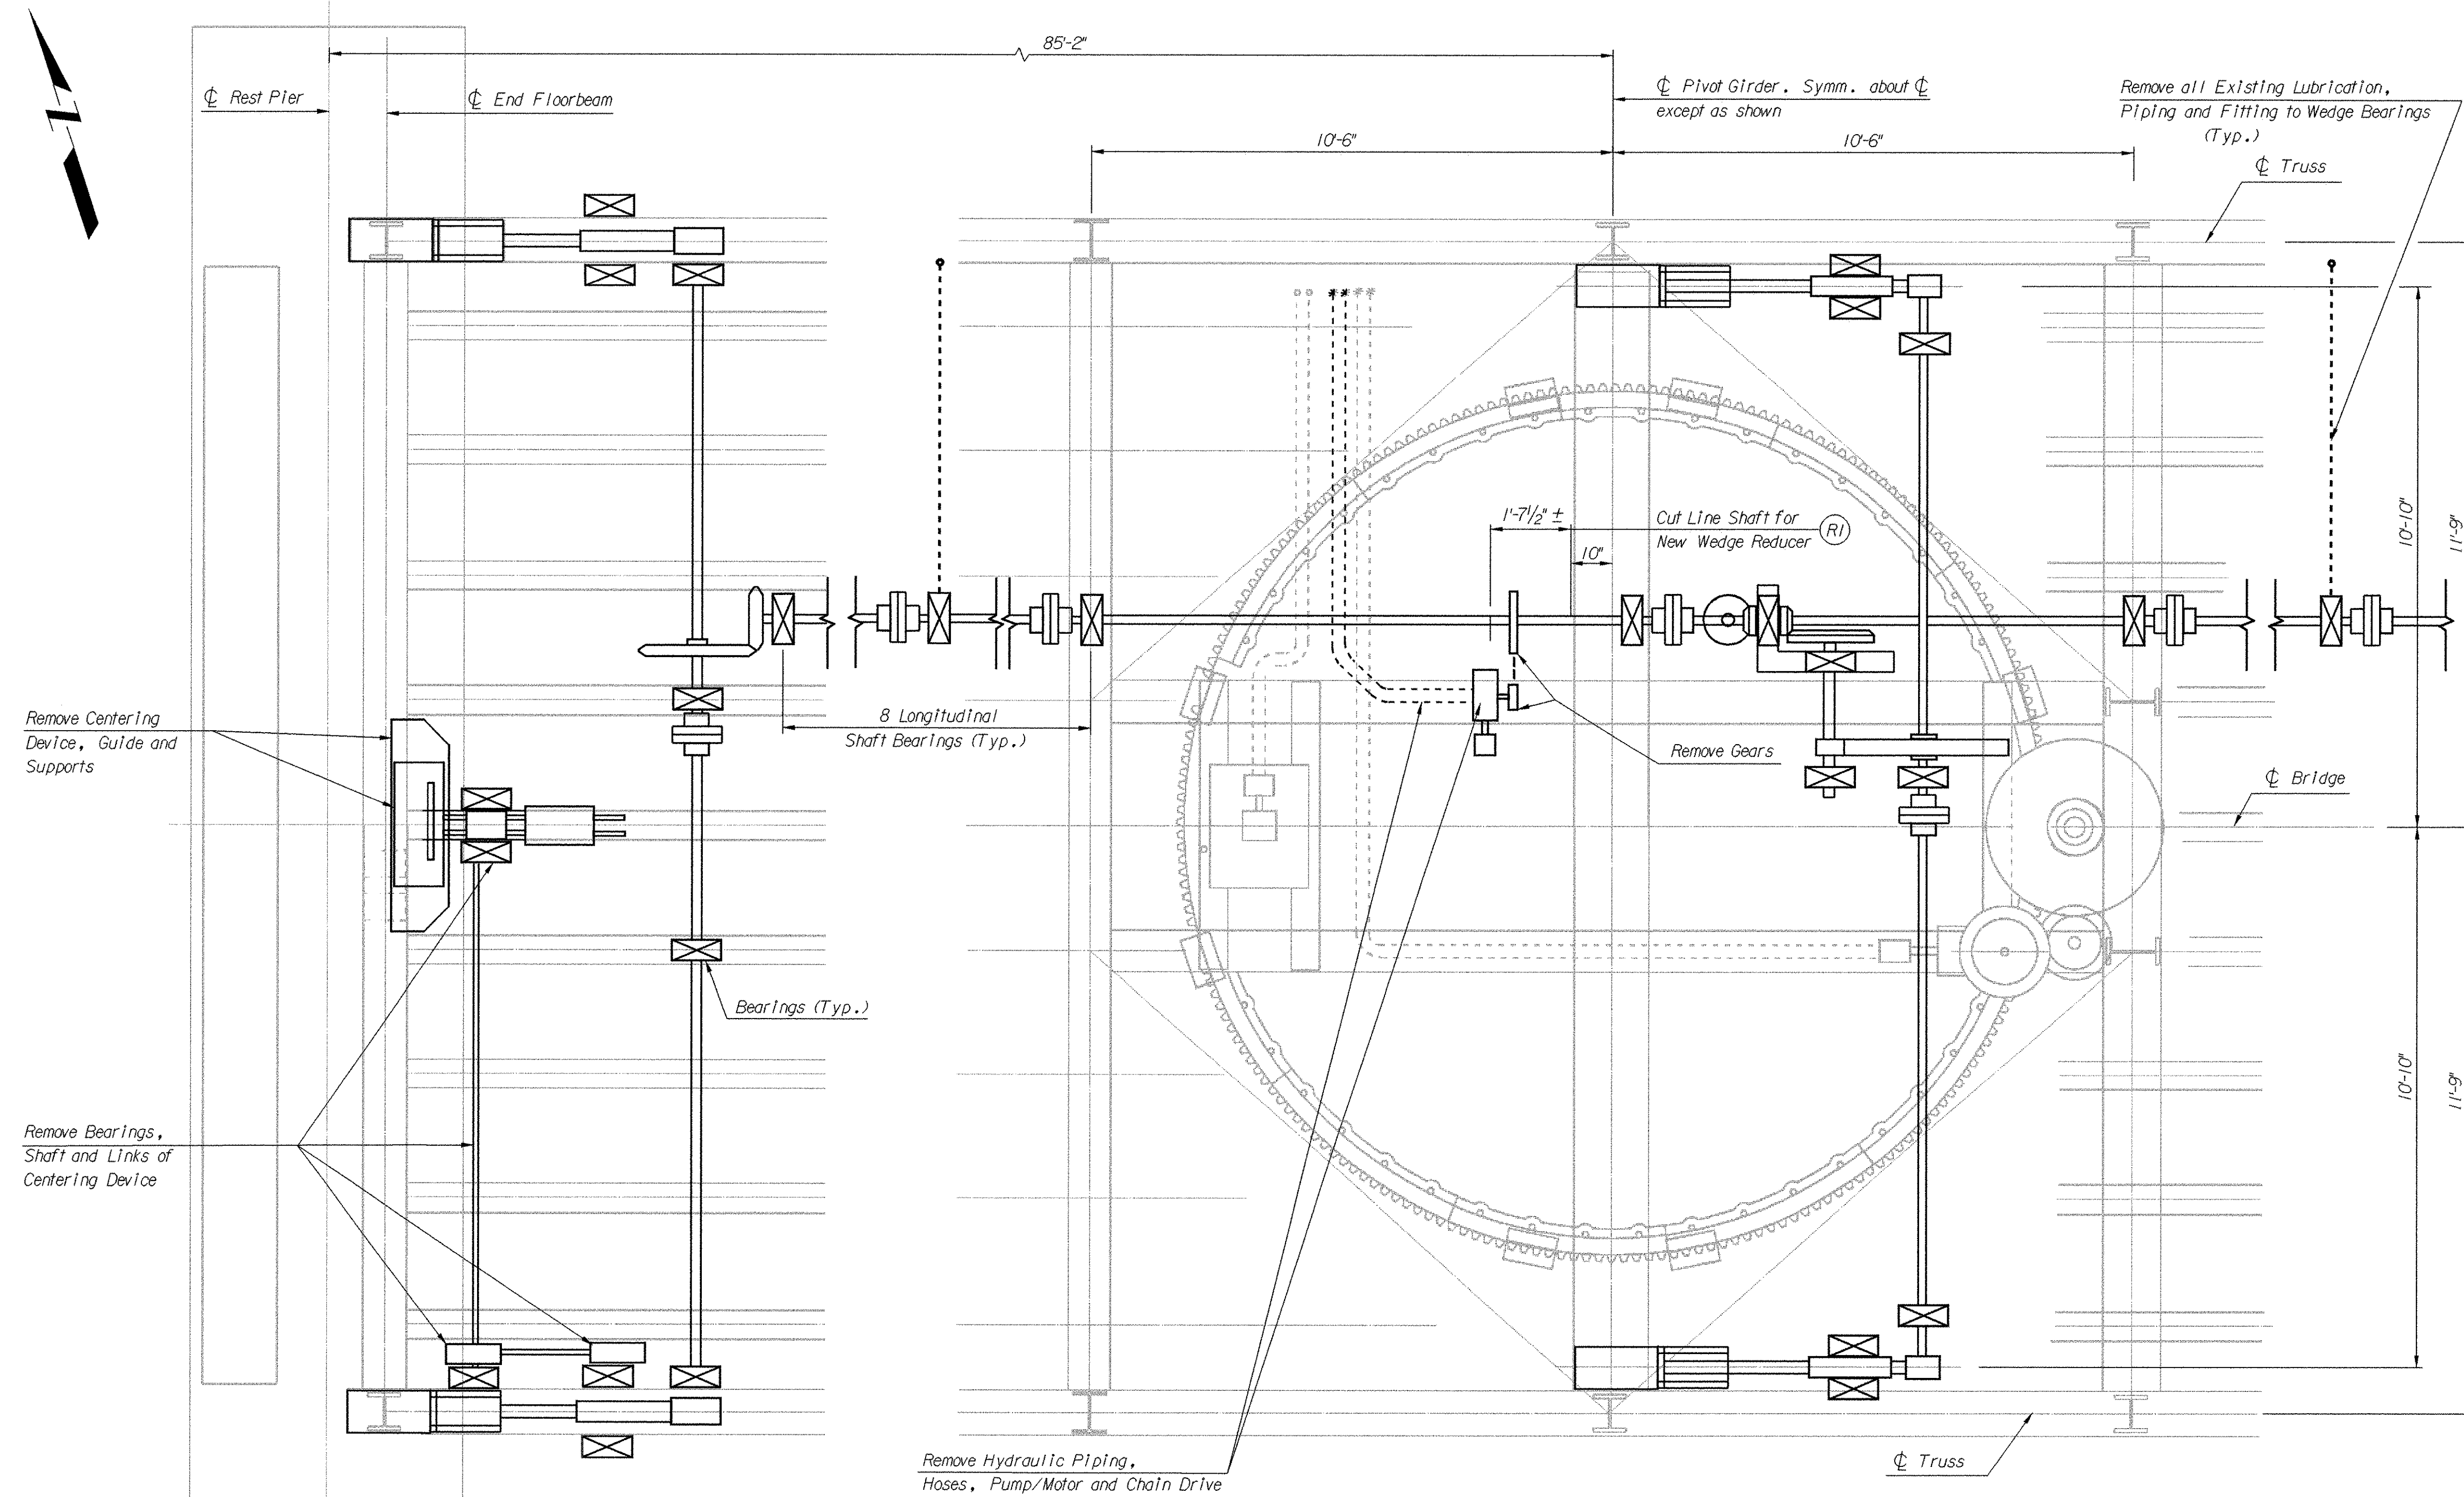 85'-2"
℄ Rest Pier
℄ End Floorbeam
℄ Pivot Girder. Symm. about ℄
except as shown
Remove all Existing Lubrication,
Piping and Fitting to Wedge Bearings
(Typ.)
10'-6"
10'-6"
℄ Truss
N
1'-7 1/2" ±
Cut Line Shaft for
New Wedge Reducer
R1
10"
10'-10"
11'-9"
Remove Centering
Device, Guide and
Supports
8 Longitudinal
Shaft Bearings (Typ.)
Remove Gears
℄ Bridge
Bearings (Typ.)
10'-10"
11'-9"
Remove Bearings,
Shaft and Links of
Centering Device
Remove Hydraulic Piping,
Hoses, Pump/Motor and Chain Drive
℄ Truss